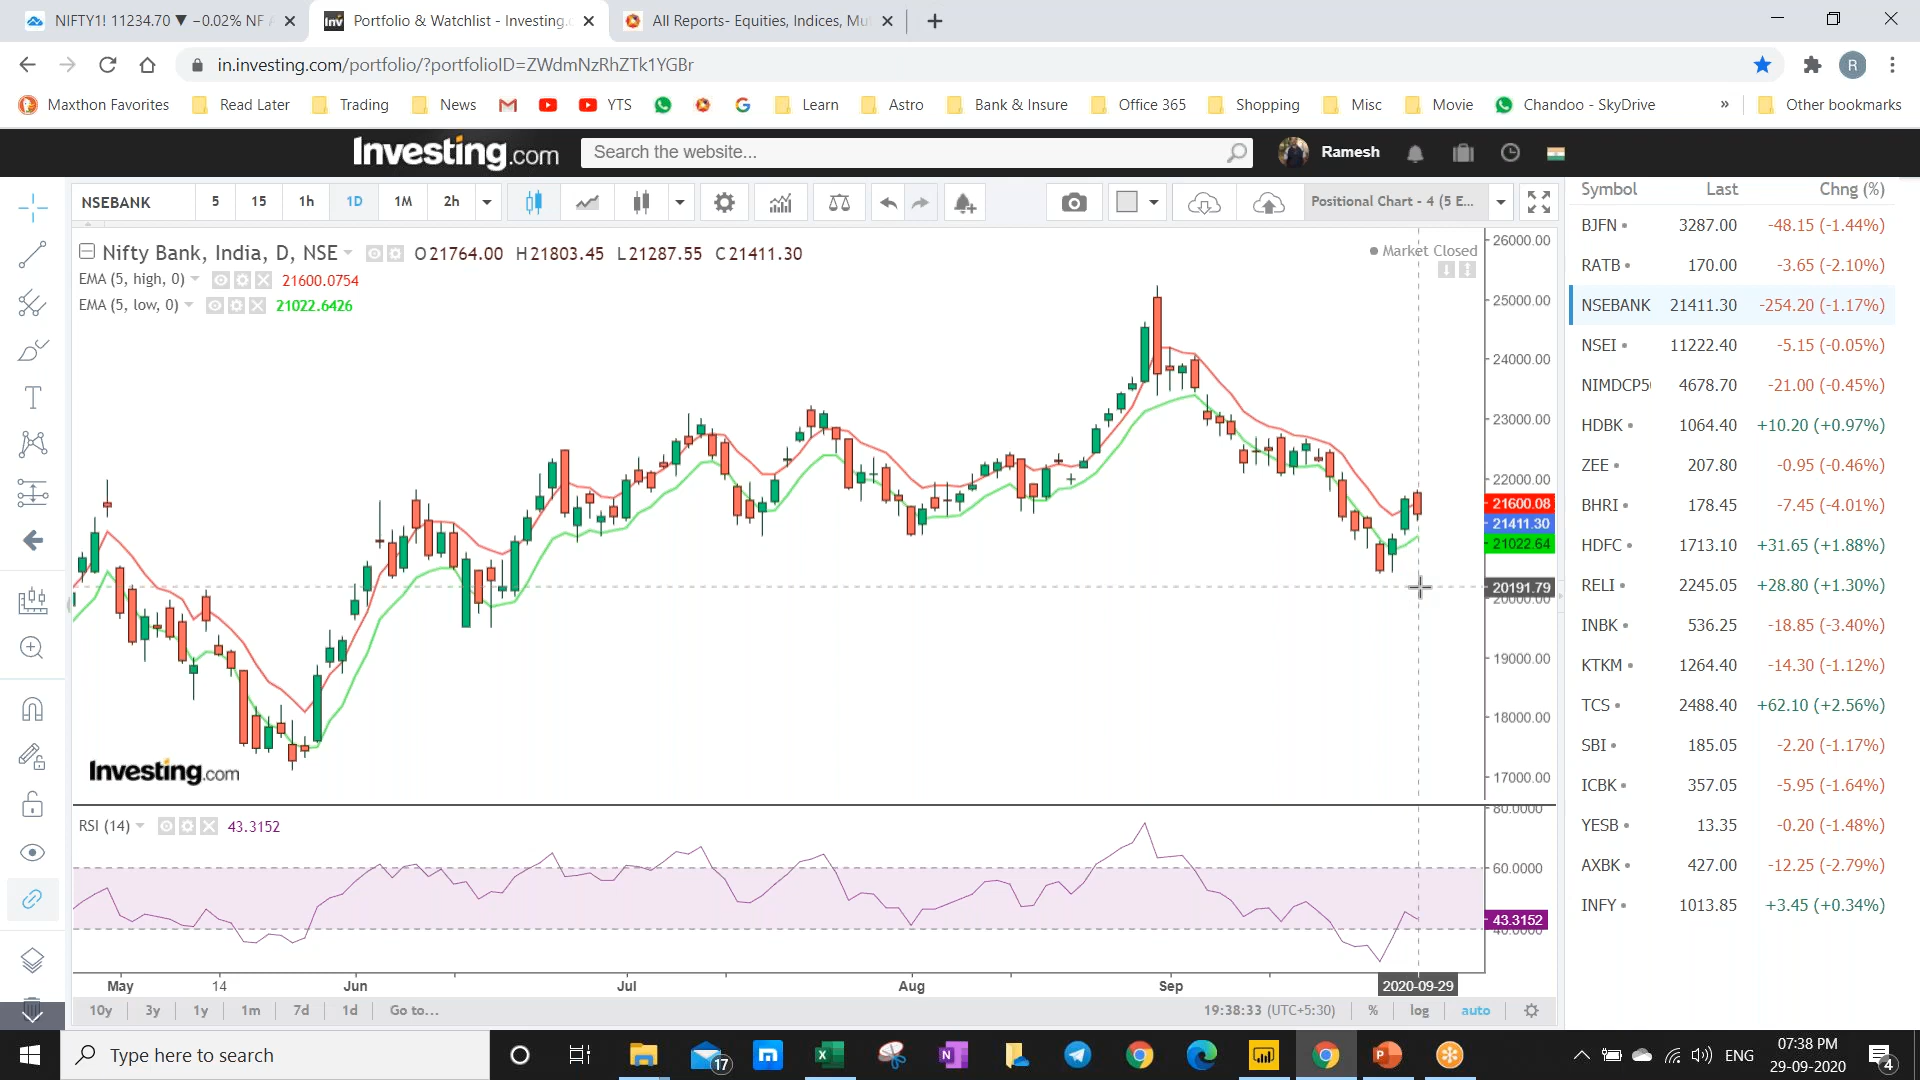 NIFTY1! 11234.70 ▼ −0.02% NF
Portfolio & Watchlist - Investing.
All Reports- Equities, Indices, Mu
in.investing.com/portfolio/?portfolioID=ZWdmNzRhZTk1YGBr
R
Maxthon Favorites Read Later Trading News YTS Learn Astro Bank & Insure Office 365 Shopping Misc Movie Chandoo - SkyDrive » Other bookmarks
Investing.com
Search the website...
Ramesh
NSEBANK 5 15 1h 1D 1M 2h
Positional Chart - 4 (5 E...
Nifty Bank, India, D, NSE O21764.00 H21803.45 L21287.55 C21411.30
Market Closed
EMA (5, high, 0) 21600.0754
EMA (5, low, 0) 21022.6426
26000.00
25000.00
24000.00
23000.00
22000.00
21600.08
21411.30
21022.64
20191.79
20000.00
19000.00
18000.00
17000.00
Investing.com
RSI (14) 43.3152
80.0000
60.0000
43.3152
40.0000
May 14 Jun Jul Aug Sep 2020-09-29
10y 3y 1y 1m 7d 1d Go to...
19:38:33 (UTC+5:30) % log auto
Symbol Last Chng (%)
BJFN 3287.00 -48.15 (-1.44%)
RATB 170.00 -3.65 (-2.10%)
NSEBANK 21411.30 -254.20 (-1.17%)
NSEI 11222.40 -5.15 (-0.05%)
NIMDCP5 4678.70 -21.00 (-0.45%)
HDBK 1064.40 +10.20 (+0.97%)
ZEE 207.80 -0.95 (-0.46%)
BHRI 178.45 -7.45 (-4.01%)
HDFC 1713.10 +31.65 (+1.88%)
RELI 2245.05 +28.80 (+1.30%)
INBK 536.25 -18.85 (-3.40%)
KTKM 1264.40 -14.30 (-1.12%)
TCS 2488.40 +62.10 (+2.56%)
SBI 185.05 -2.20 (-1.17%)
ICBK 357.05 -5.95 (-1.64%)
YESB 13.35 -0.20 (-1.48%)
AXBK 427.00 -12.25 (-2.79%)
INFY 1013.85 +3.45 (+0.34%)
Type here to search
17
ENG
07:38 PM
29-09-2020
4